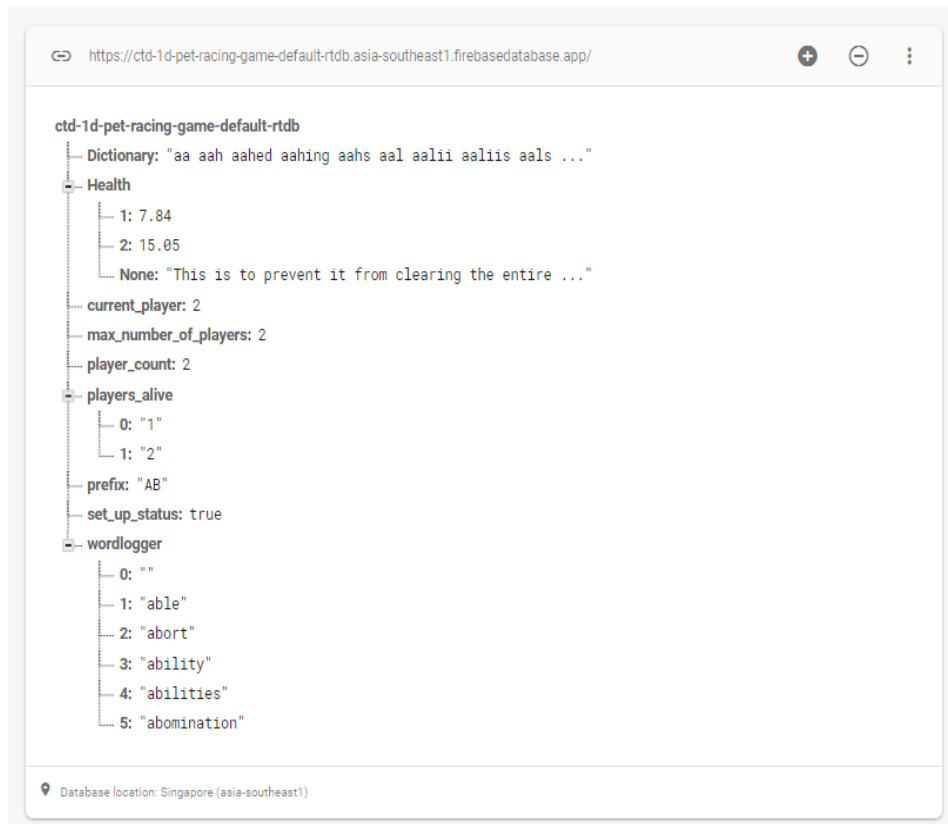 https://ctd-1d-pet-racing-game-default-rtdb.asia-southeast1.firebasedatabase.app/
ctd-1d-pet-racing-game-default-rtdb
Dictionary: "aa aah aahed aahing aahs aal aalii aaliis aals ..."
Health
1: 7.84
2: 15.05
None: "This is to prevent it from clearing the entire ..."
current_player: 2
max_number_of_players: 2
player_count: 2
players_alive
0: "1"
1: "2"
prefix: "AB"
set_up_status: true
wordlogger
0: ""
1: "able"
2: "abort"
3: "ability"
4: "abilities"
5: "abomination"
Database location: Singapore (asia-southeast1)